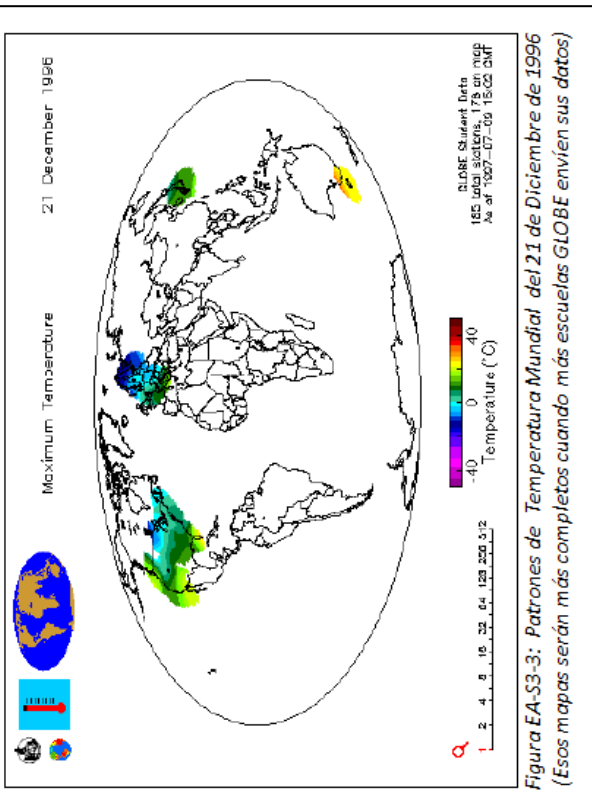 Maximum Temperature 21 December 1996
-40 0 40
Temperature (°C)
1 2 4 8 16 32 64 128 256 512
GLOBE Student Data
185 total stations, 178 on map
As of 1997-07-09 15:02 GMT
Figura EA-S3-3: Patrones de Temperatura Mundial del 21 de Diciembre de 1996
(Esos mapas serán más completos cuando más escuelas GLOBE envíen sus datos)